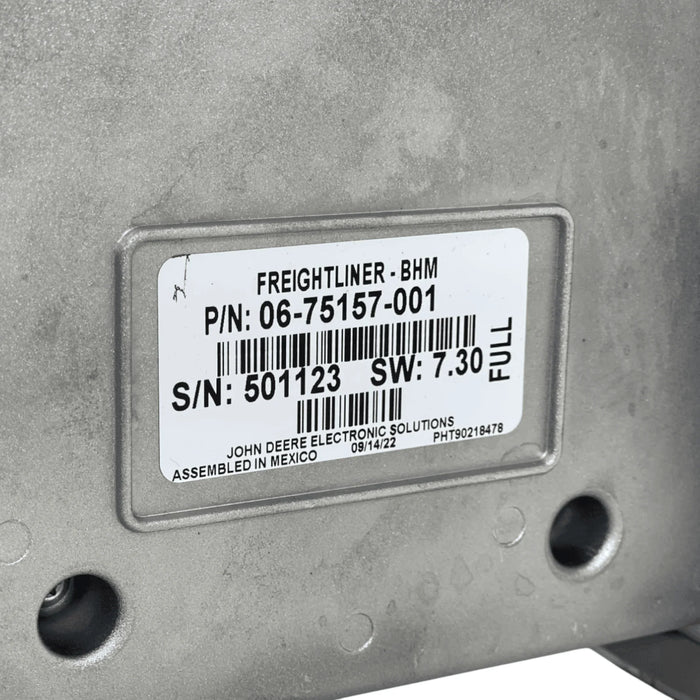 FREIGHTLINER - BHM
P/N: 06-75157-001
S/N: 501123 SW: 7.30
FULL
JOHN DEERE ELECTRONIC SOLUTIONS
ASSEMBLED IN MEXICO 09/14/22 PHT90218478